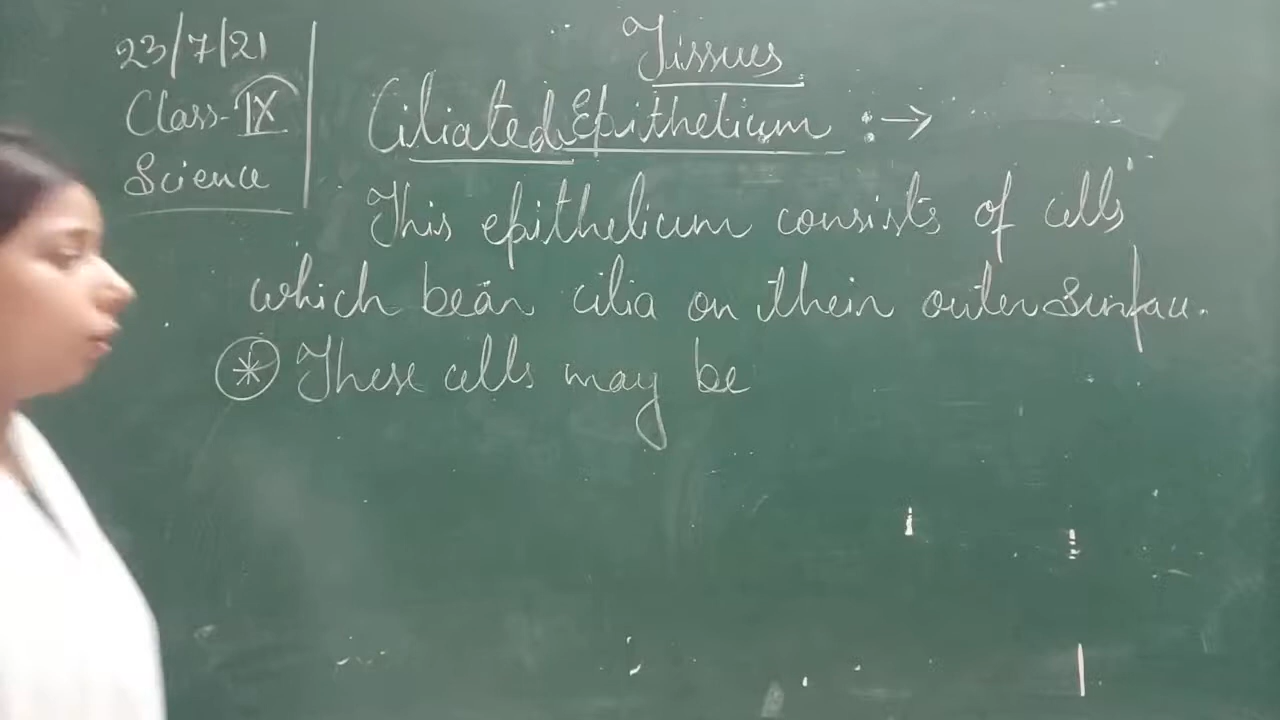 23/7/21
Class-IX
Science
Tissues
Ciliated Epithelium :→
This epithelium consists of cells
which bear cilia on their outer surface.
* These cells may be